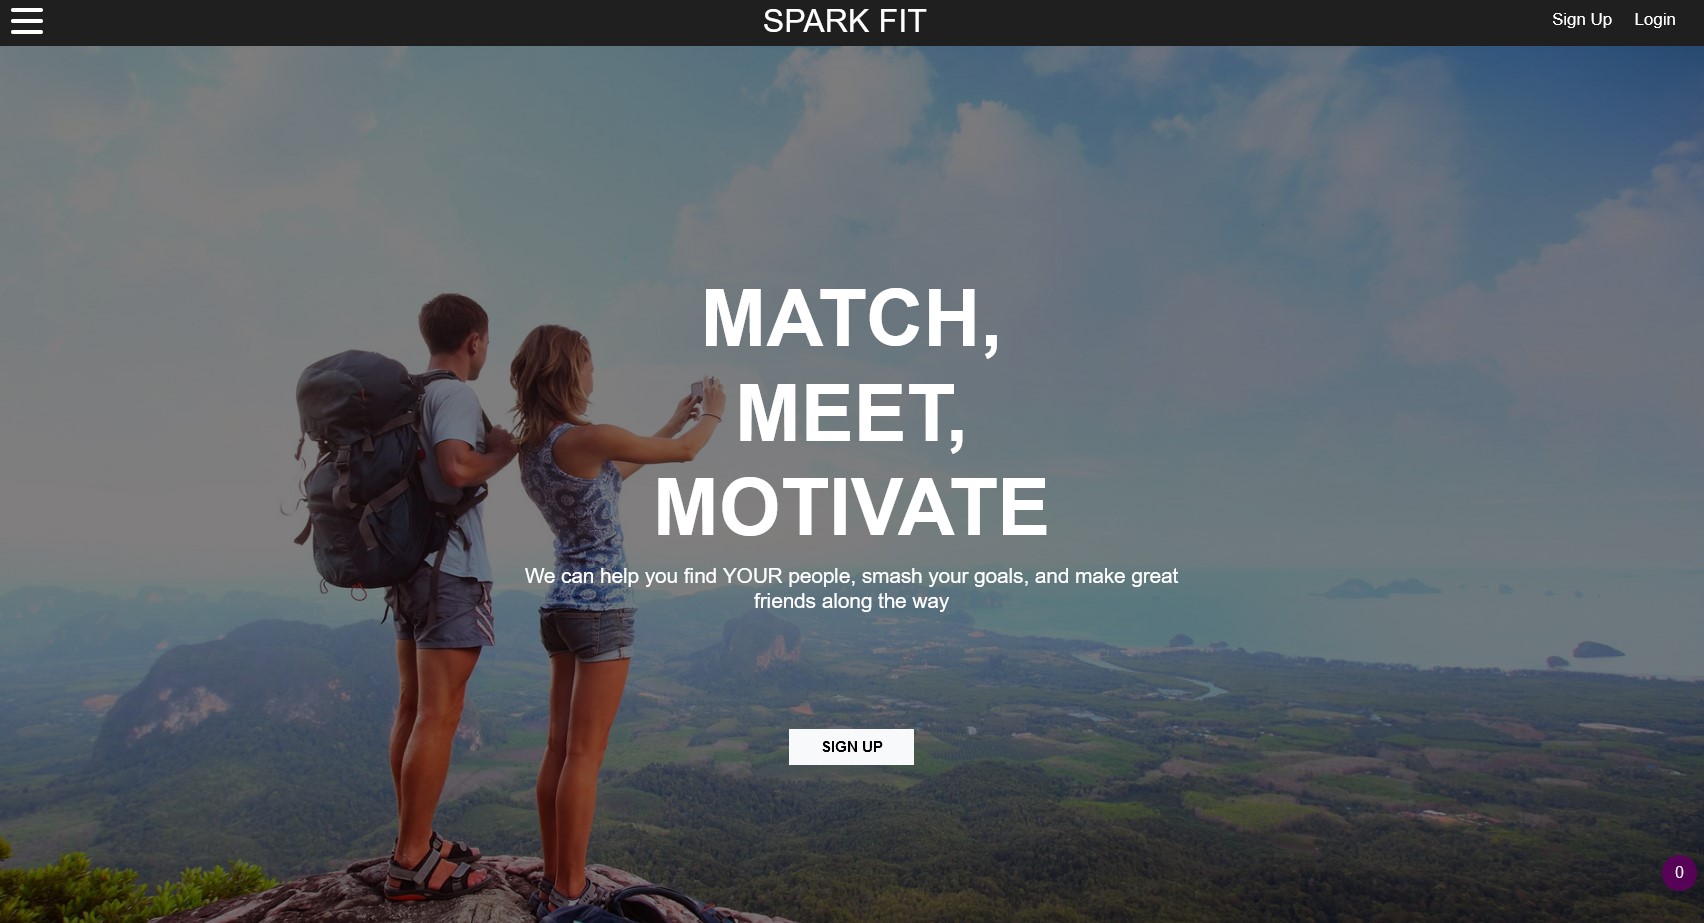 SPARK FIT
Sign Up
Login
MATCH,
MEET,
MOTIVATE
We can help you find YOUR people, smash your goals, and make great
friends along the way
SIGN UP
0